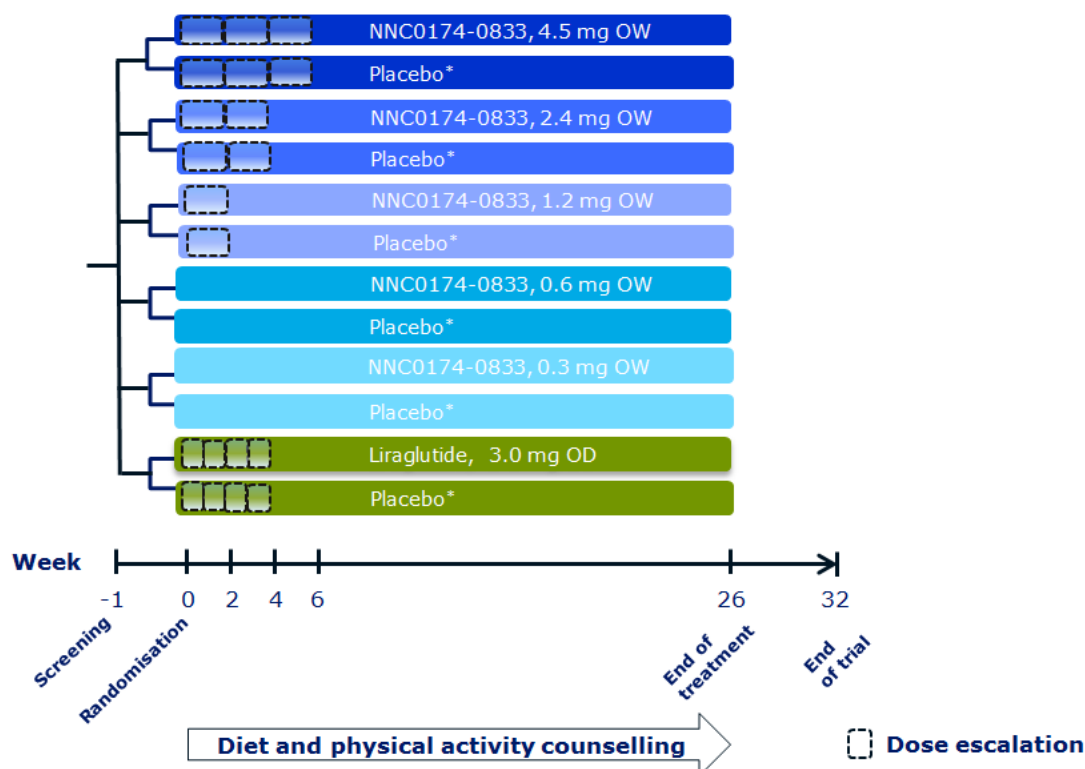 NNC0174-0833, 4.5 mg OW
Placebo*
NNC0174-0833, 2.4 mg OW
Placebo*
NNC0174-0833, 1.2 mg OW
Placebo*
NNC0174-0833, 0.6 mg OW
Placebo*
NNC0174-0833, 0.3 mg OW
Placebo*
Liraglutide, 3.0 mg OD
Placebo*
Week
-1 0 2 4 6 26 32
Screening
Randomisation
End of
treatment
End
of trial
Diet and physical activity counselling
Dose escalation